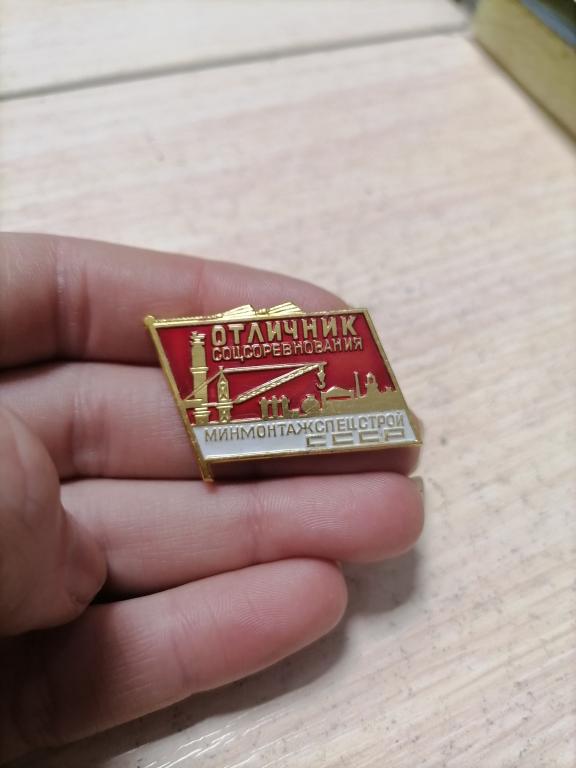 ОТЛИЧНИК
СОЦСОРЕВНОВАНИЯ
МИНМОНТАЖСПЕЦСТРОЙ
СССР